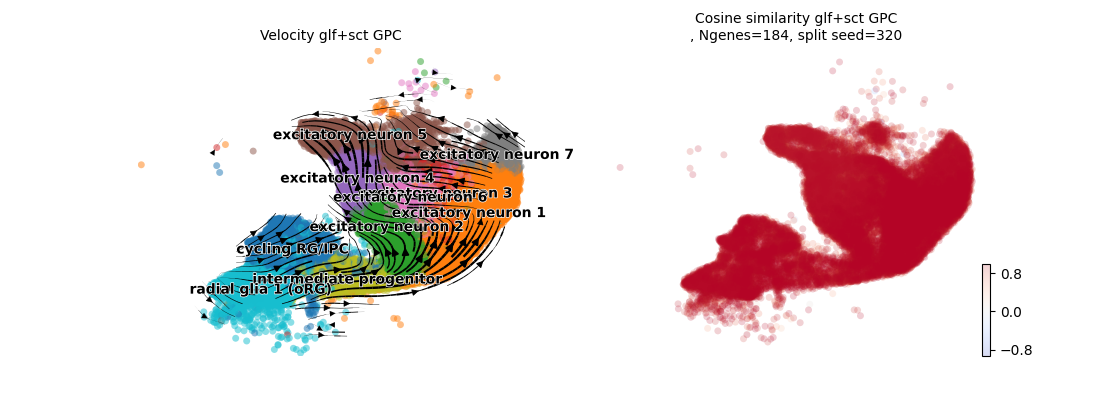 Velocity glf+sct GPC
Cosine similarity glf+sct GPC
, Ngenes=184, split seed=320
excitatory neuron 5
excitatory neuron 7
excitatory neuron 4
excitatory neuron 3
excitatory neuron 6
excitatory neuron 1
excitatory neuron 2
cycling RG/IPC
intermediate progenitor
radial glia 1 (oRG)
0.8
0.0
−0.8